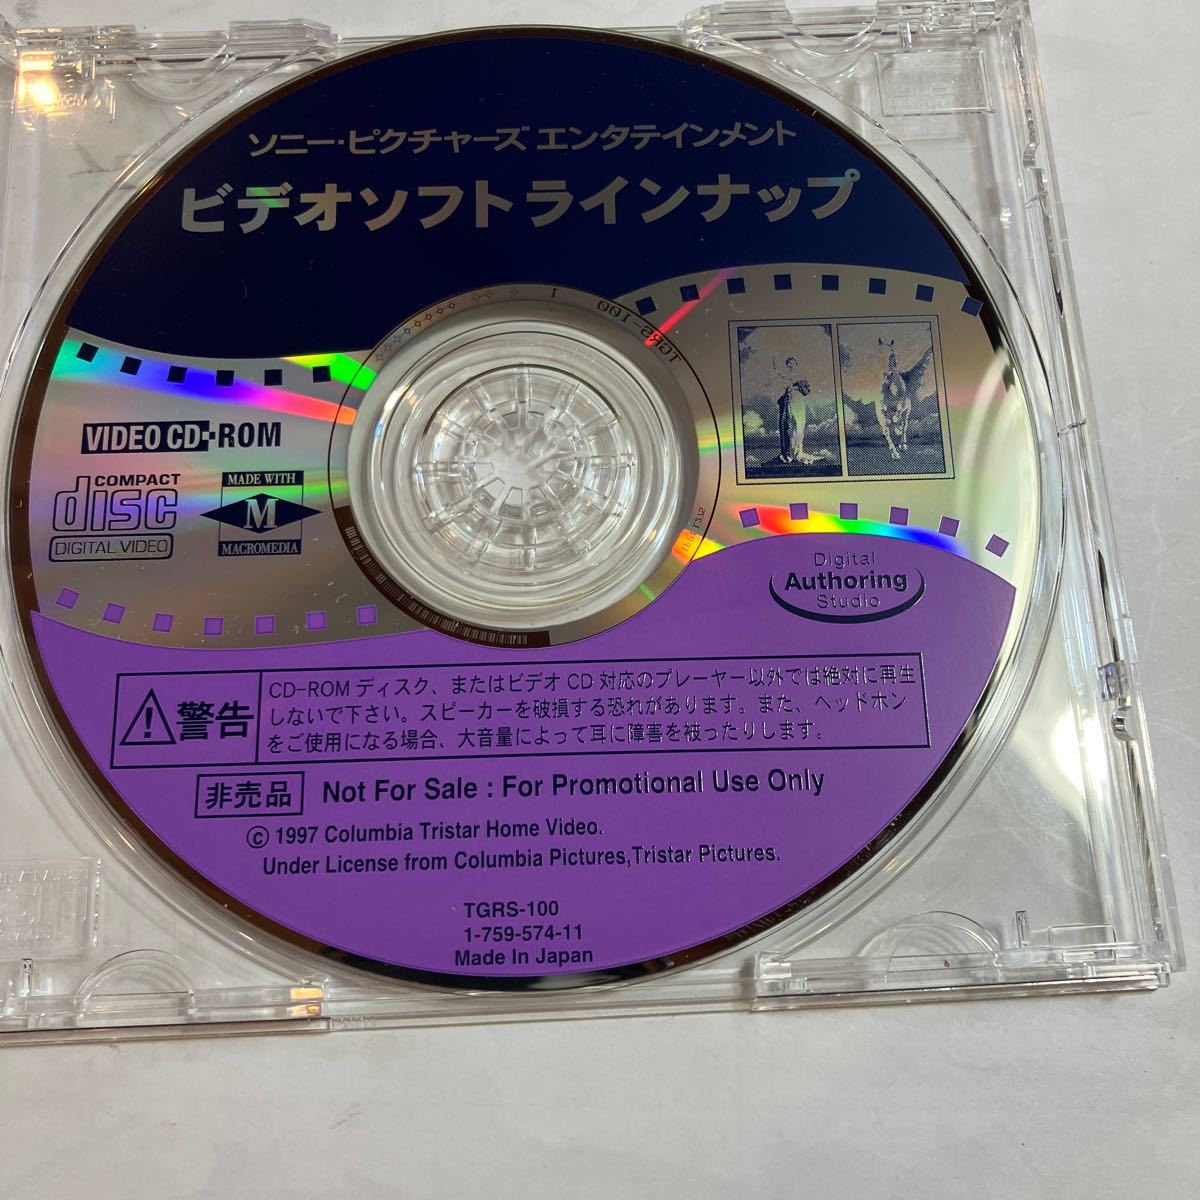 ソニー・ピクチャーズ エンタテインメント
ビデオソフトラインナップ
TGRS-100 1
VIDEO CD-ROM
COMPACT
disc
DIGITAL VIDEO
MADE WITH
M
MACROMEDIA
Digital
Authoring
Studio
警告
CD-ROM ディスク、またはビデオ CD 対応のプレーヤー以外では絶対に再生
しないで下さい。スピーカーを破損する恐れがあります。また、ヘッドホン
をご使用になる場合、大音量によって耳に障害を被ったりします。
非売品 Not For Sale : For Promotional Use Only
© 1997 Columbia Tristar Home Video.
Under License from Columbia Pictures,Tristar Pictures.
TGRS-100
1-759-574-11
Made In Japan